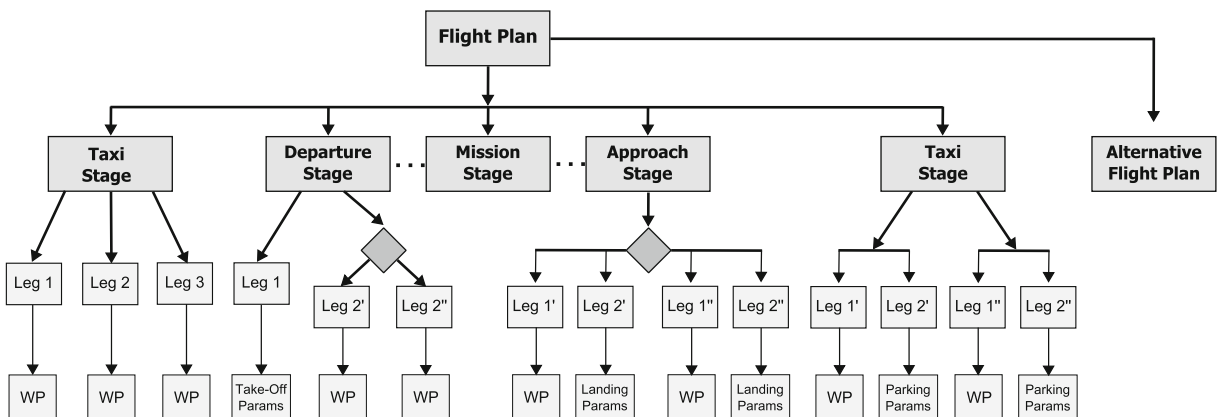 Flight Plan
Taxi
Stage
Departure
Stage
Mission
Stage
Approach
Stage
Taxi
Stage
Alternative
Flight Plan
Leg 1
Leg 2
Leg 3
Leg 1
Leg 2'
Leg 2"
Leg 1'
Leg 2'
Leg 1"
Leg 2"
Leg 1'
Leg 2'
Leg 1"
Leg 2"
WP
WP
WP
Take-Off
Params
WP
WP
WP
Landing
Params
WP
Landing
Params
WP
Parking
Params
WP
Parking
Params